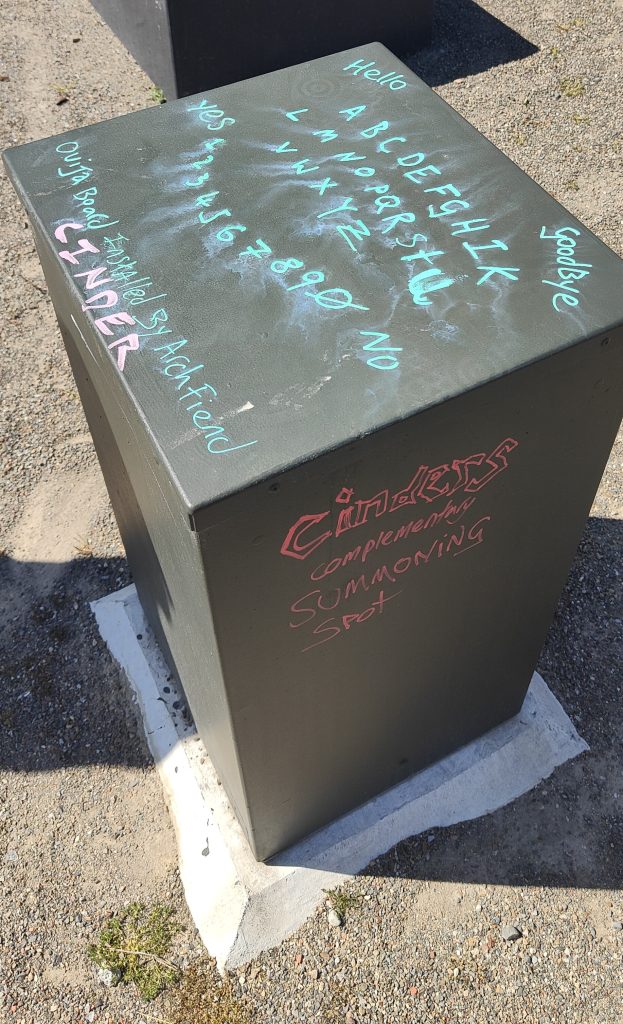 Hello
A B C D E F G H I K
L M N O P Q R S t U
V W X Y Z
GoodBye
yes 1 2 3 4 5 6 7 8 9 0 NO
Ouija Board Installed By ArchFiend
CINDER
Cinders
complementary
SUMMONING
SPOt